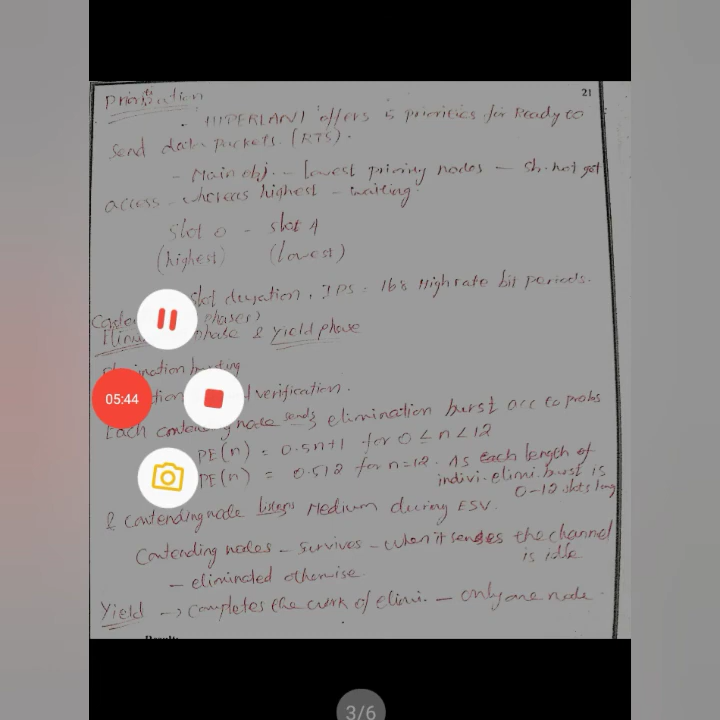 21
Prioritization
- HIPERLAN1 offers 5 priorities for Ready to
send data packets. (RTS).
- Main obj. - lowest priority nodes - sh. not get
access - whereas highest - waiting.
Slot 0 - slot 4
(highest) (lowest)
slot duration, IPS = 168 High rate bit periods.
phases)
phase & Yield phase
verification.
Each contending node sends elimination burst acc to probs
PE(n) = 0.5n+1 for 0 ≤ n < 12
PE(n) = 0.512 for n=12. As each length of
indivi. elimi. burst is
0-12 slots long
& Contending node listens Medium during ESV.
Contending nodes - Survives - when it senses the channel
is idle
- eliminated otherwise.
Yield -> completes the work of elimi. - only one node.
05:44
3/6